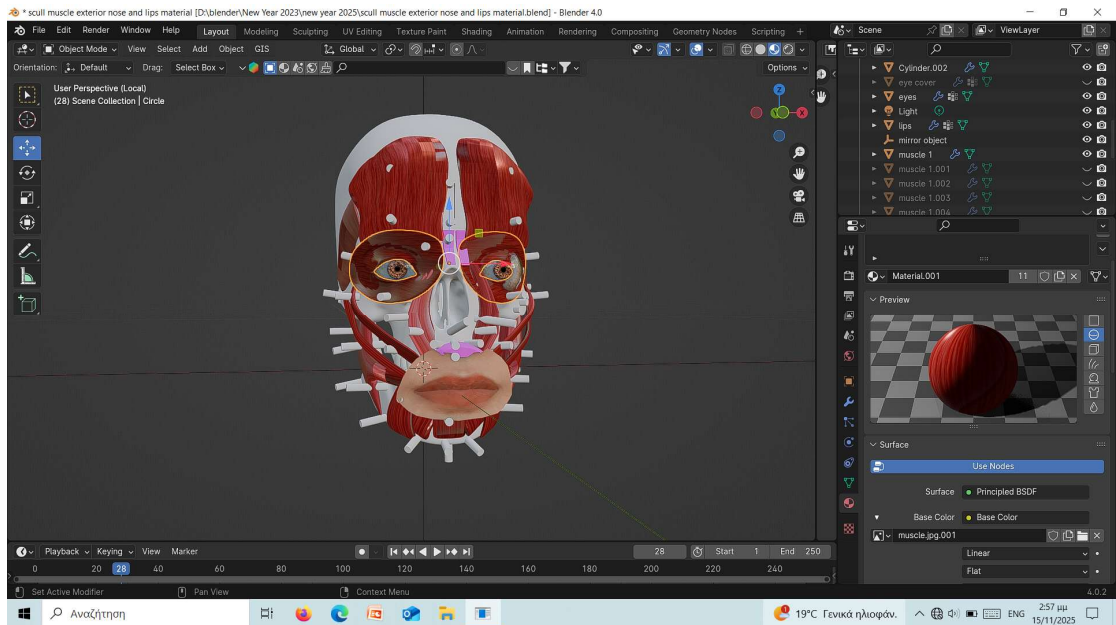 * scull muscle exterior nose and lips material [D:\blender\New Year 2023\new year 2025\scull muscle exterior nose and lips material.blend] - Blender 4.0
File Edit Render Window Help Layout Modeling Sculpting UV Editing Texture Paint Shading Animation Rendering Compositing Geometry Nodes Scripting + Scene ViewLayer
Object Mode View Select Add Object GIS Global
Orientation: Default Drag: Select Box Options
User Perspective (Local)
(28) Scene Collection | Circle
Z
X
Cylinder.002
eye cover
eyes
Light
lips
mirror object
muscle 1
muscle 1.001
muscle 1.002
muscle 1.003
muscle 1.004
Material.001 11
Preview
Surface
Use Nodes
Surface Principled BSDF
Base Color Base Color
muscle.jpg.001
Linear
Flat
Playback Keying View Marker 28 Start 1 End 250
0 20 28 40 60 80 100 120 140 160 180 200 220 240
Set Active Modifier Pan View Context Menu 4.0.2
Αναζήτηση 19°C Γενικά ηλιοφάν. ENG 2:57 μμ
15/11/2025